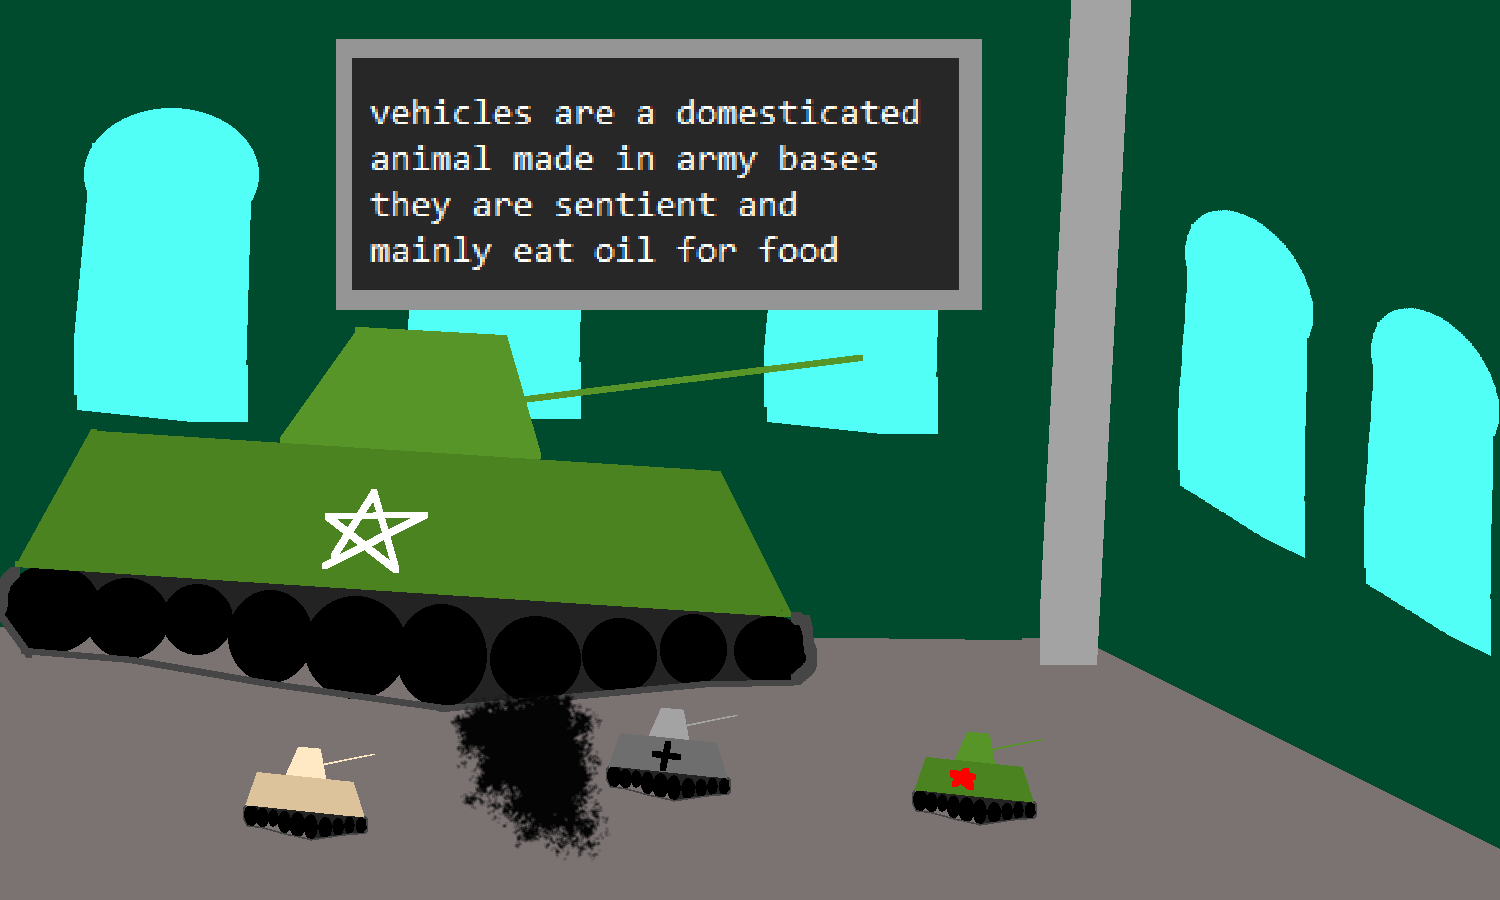 vehicles are a domesticated
animal made in army bases
they are sentient and
mainly eat oil for food